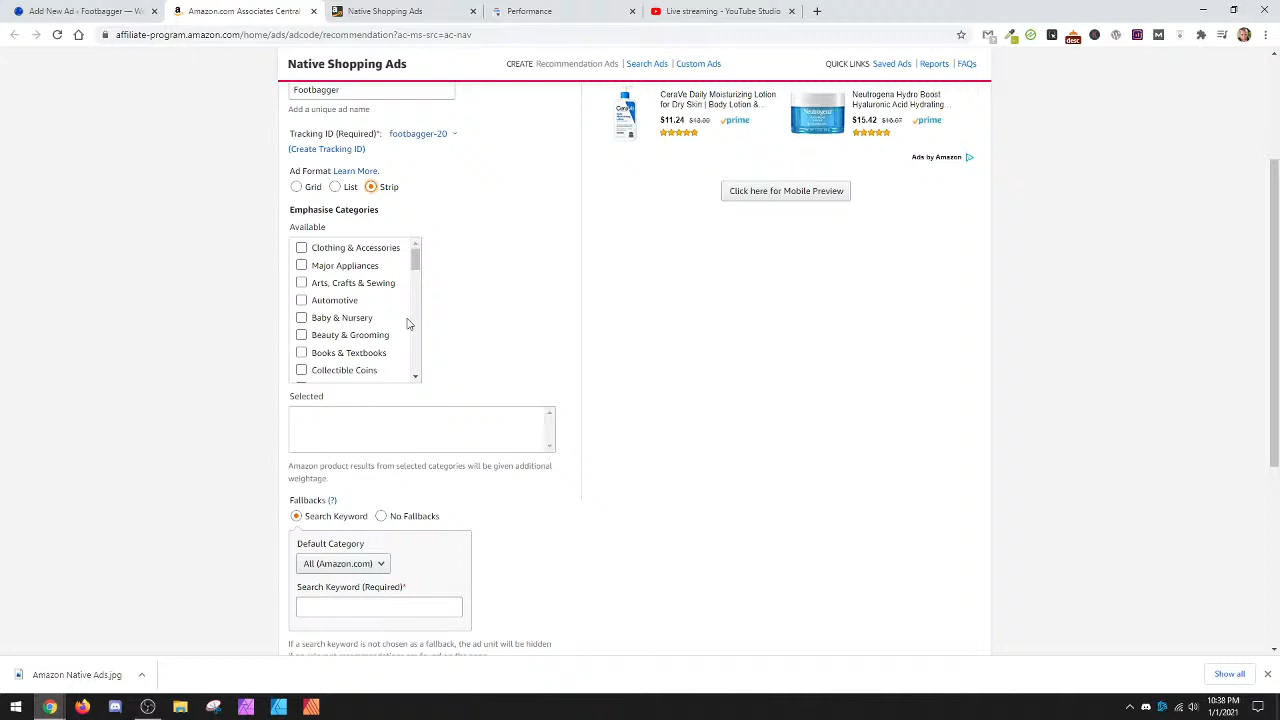 Add New Ad ‹ Footbagger — W
Amazon.com Associates Central
Native Shopping Ads
Performance
Live streaming - YouTube Studio
affiliate-program.amazon.com/home/ads/adcode/recommendation?ac-ms-src=ac-nav
desc
Native Shopping Ads
CREATE Recommendation Ads | Search Ads | Custom Ads
QUICK LINKS Saved Ads | Reports | FAQs
Footbagger
Add a unique ad name
Tracking ID (Required)*: footbagger-20
(Create Tracking ID)
Ad Format Learn More.
Grid List Strip
Emphasise Categories
Available
Clothing & Accessories
Major Appliances
Arts, Crafts & Sewing
Automotive
Baby & Nursery
Beauty & Grooming
Books & Textbooks
Collectible Coins
Selected
Amazon product results from selected categories will be given additional
weightage.
Fallbacks (?)
Search Keyword No Fallbacks
Default Category
All (Amazon.com)
Search Keyword (Required)*
If a search keyword is not chosen as a fallback, the ad unit will be hidden
CeraVe Daily Moisturizing Lotion
for Dry Skin | Body Lotion &...
$11.24 $13.00 prime
Neutrogena Hydro Boost
Hyaluronic Acid Hydrating...
$15.42 $16.07 prime
Ads by Amazon
Click here for Mobile Preview
Amazon Native Ads.jpg
Show all
10:38 PM
1/1/2021